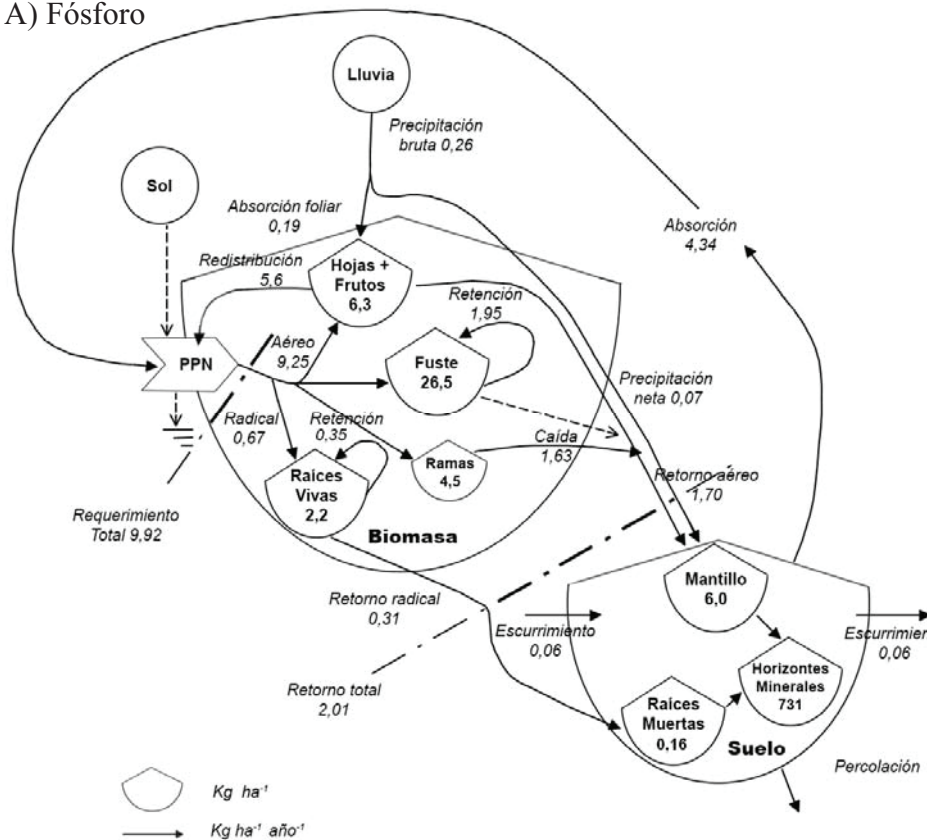 A) Fósforo
Lluvia
Precipitación
bruta 0,26
Sol
Absorción foliar
0,19
Absorción
4,34
Redistribución
5,6
Hojas +
Frutos
6,3
Retención
1,95
Aéreo
9,25
PPN
Fuste
26,5
Precipitación
neta 0,07
Radical
0,67
Retención
0,35
Caída
1,63
Raices
Vivas
2,2
Ramas
4,5
Retorno aéreo
1,70
Requerimiento
Total 9,92
Biomasa
Mantillo
6,0
Retorno radical
0,31
Escurrimiento
0,06
Escurrimien
0,06
Horizontes
Minerales
731
Retorno total
2,01
Raices
Muertas
0,16
Suelo
Percolación
Kg ha-1
Kg ha-1 año-1